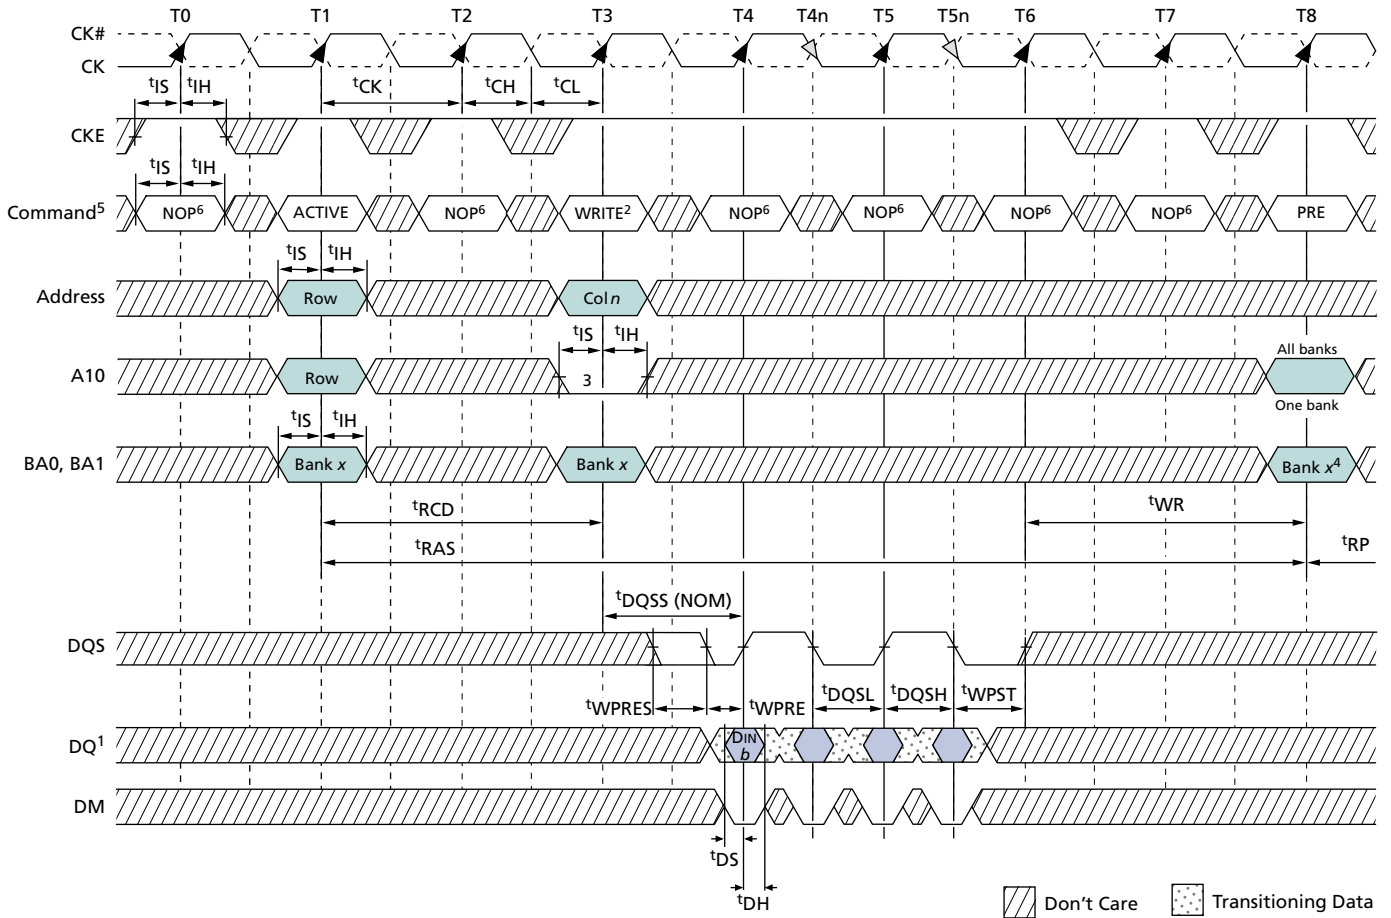 T0 T1 T2 T3 T4 T4n T5 T5n T6 T7 T8
CK#
CK
tIS tIH tCK tCH tCL
CKE
tIS tIH
Command5 NOP6 ACTIVE NOP6 WRITE2 NOP6 NOP6 NOP6 NOP6 PRE
tIS tIH
Address Row Col n
tIS tIH
All banks
A10 Row 3
One bank
tIS tIH
BA0, BA1 Bank x Bank x Bank x4
tRCD tWR
tRAS tRP
tDQSS (NOM)
DQS
tWPRES tWPRE tDQSL tDQSH tWPST
DQ1 DIN
b
DM
tDS
tDH
Don't Care Transitioning Data